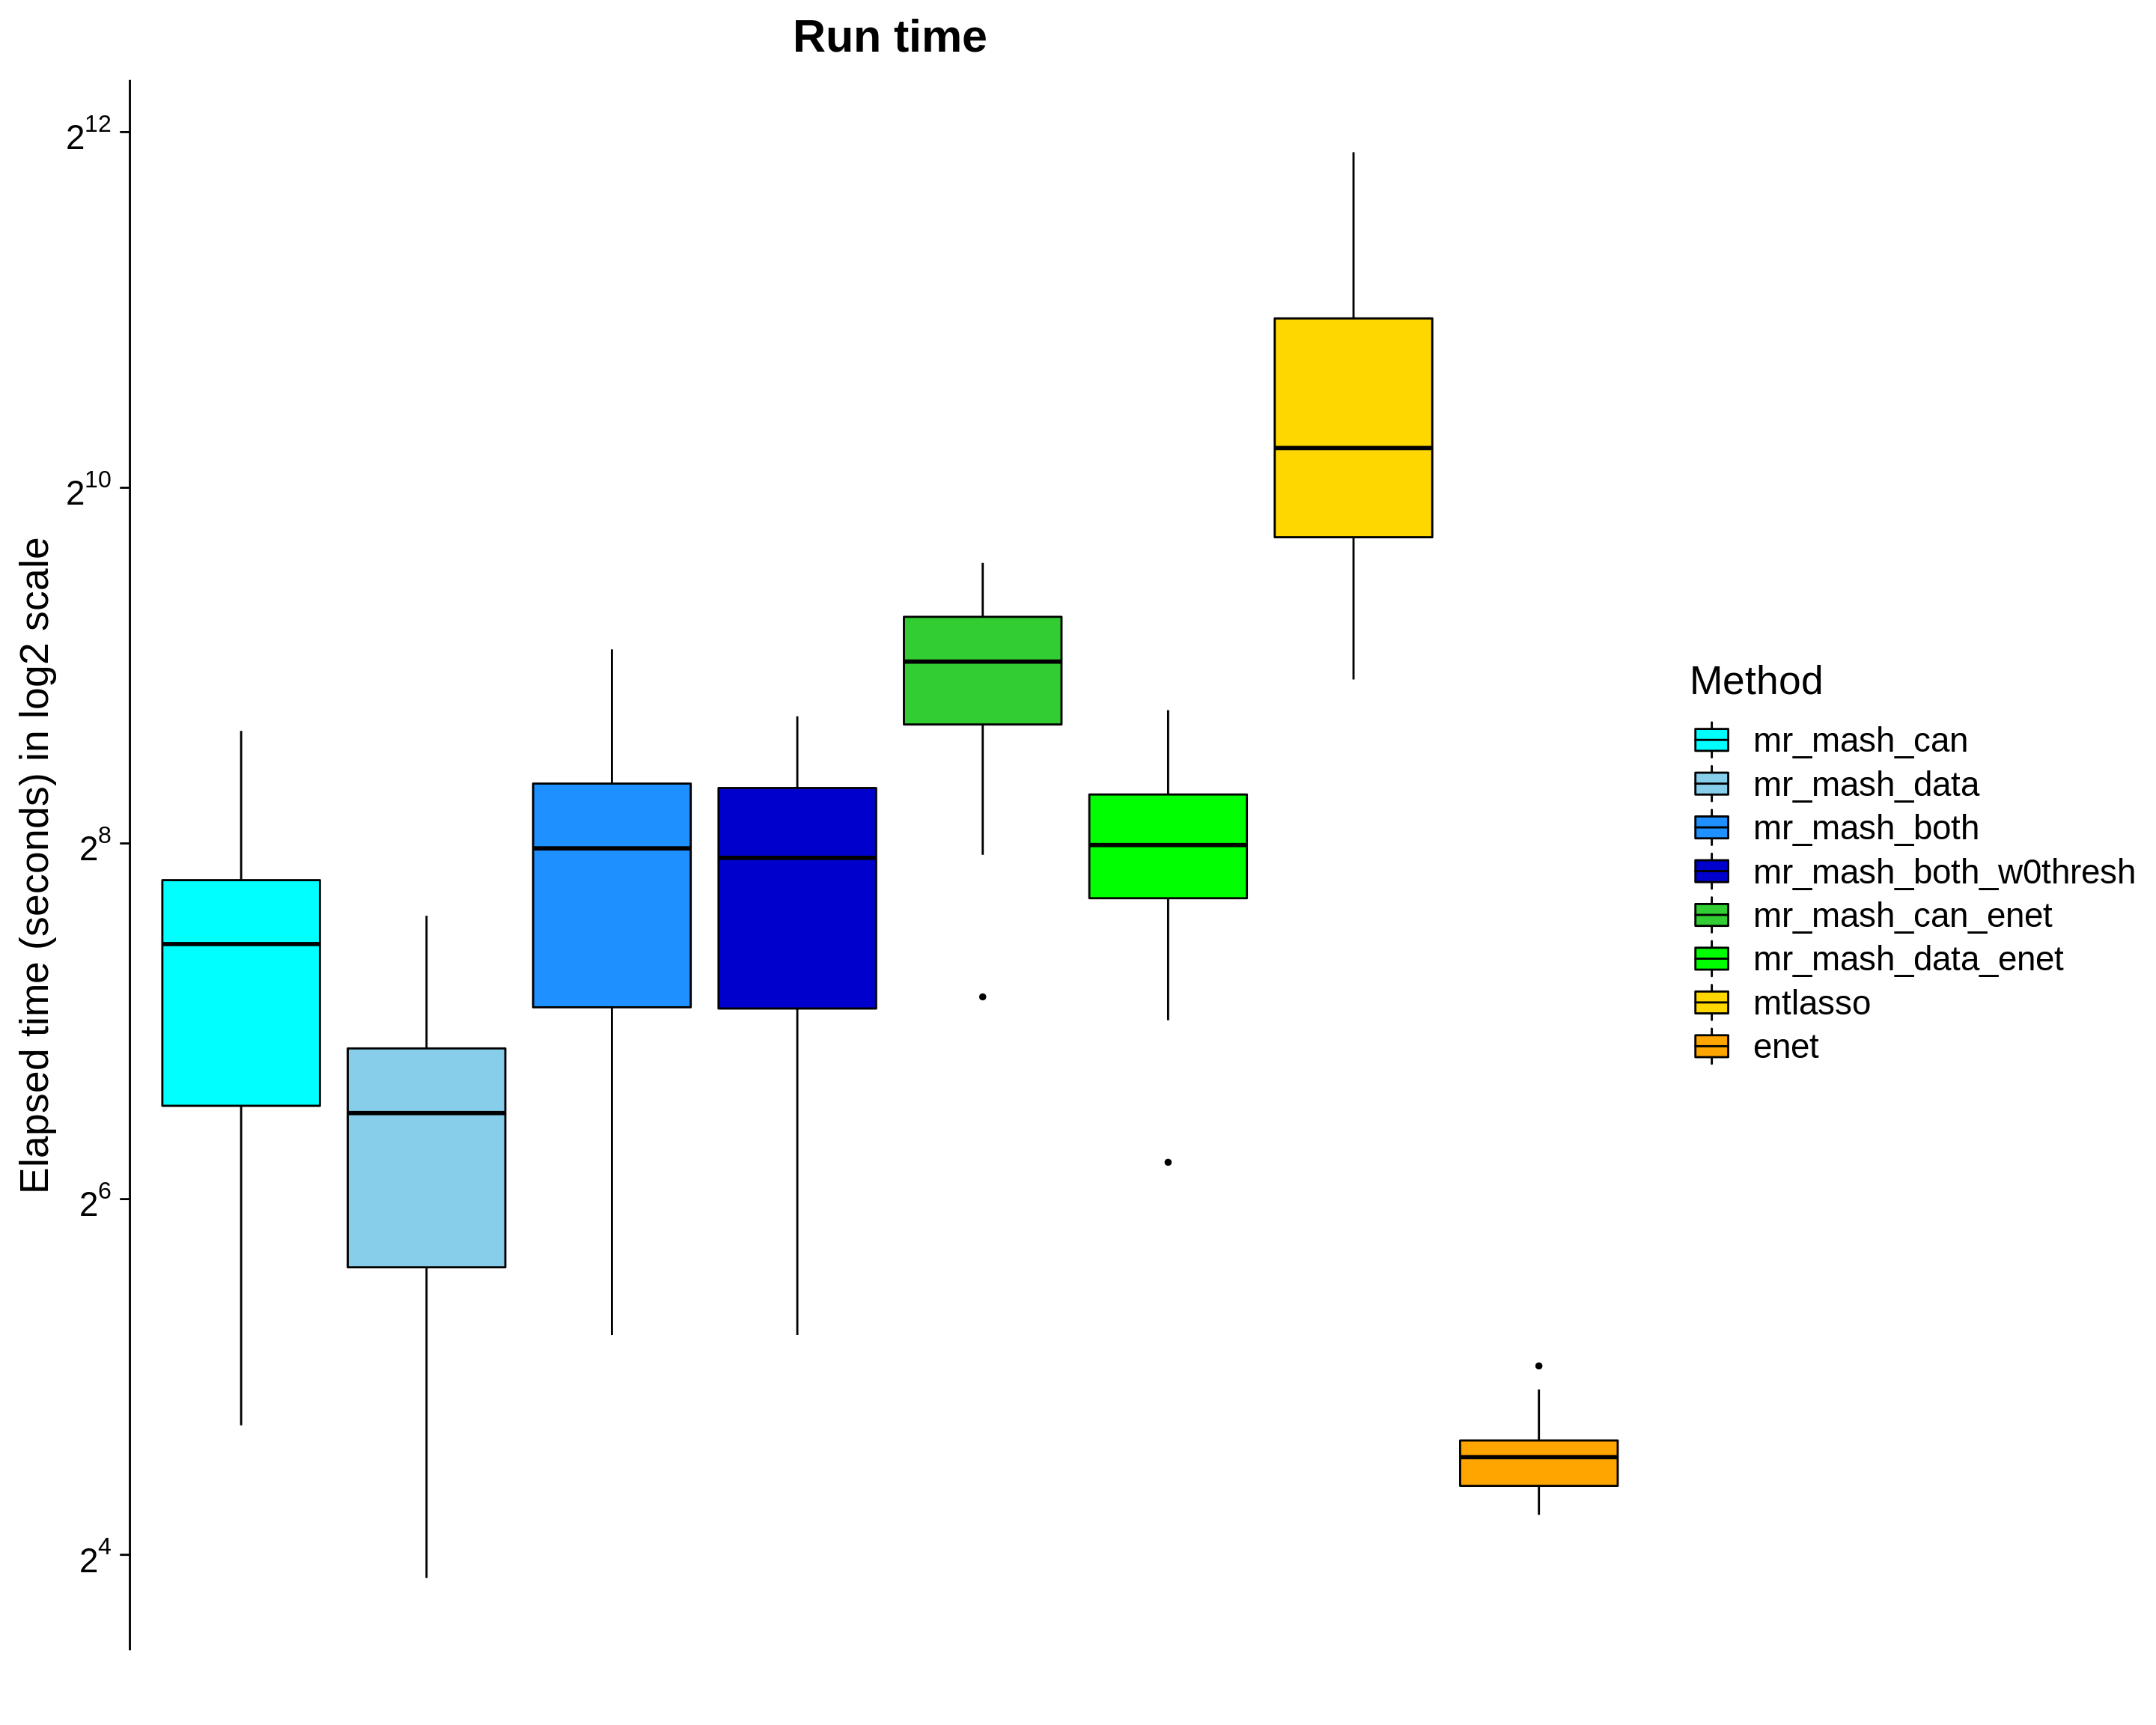 Run time
Elapsed time (seconds) in log2 scale
2^12
2^10
2^8
2^6
2^4
Method
mr_mash_can
mr_mash_data
mr_mash_both
mr_mash_both_w0thresh
mr_mash_can_enet
mr_mash_data_enet
mtlasso
enet